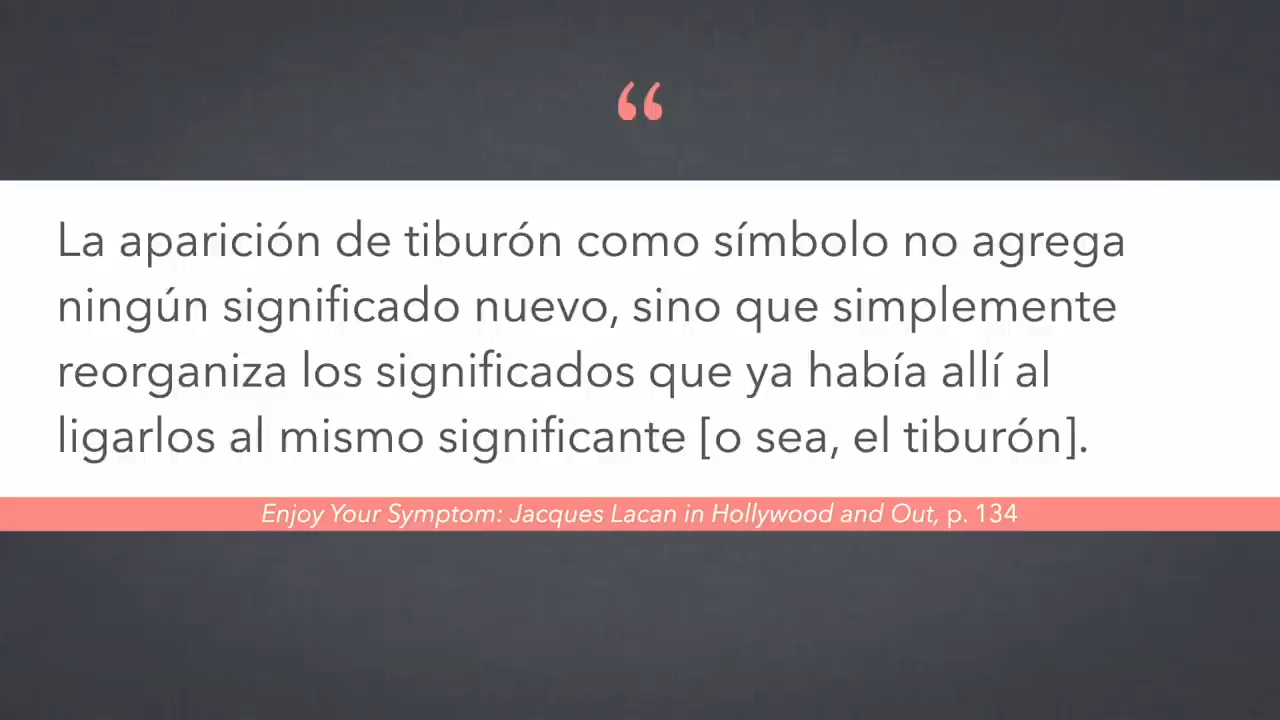 “
La aparición de tiburón como símbolo no agrega
ningún significado nuevo, sino que simplemente
reorganiza los significados que ya había allí al
ligarlos al mismo significante [o sea, el tiburón].
Enjoy Your Symptom: Jacques Lacan in Hollywood and Out, p. 134